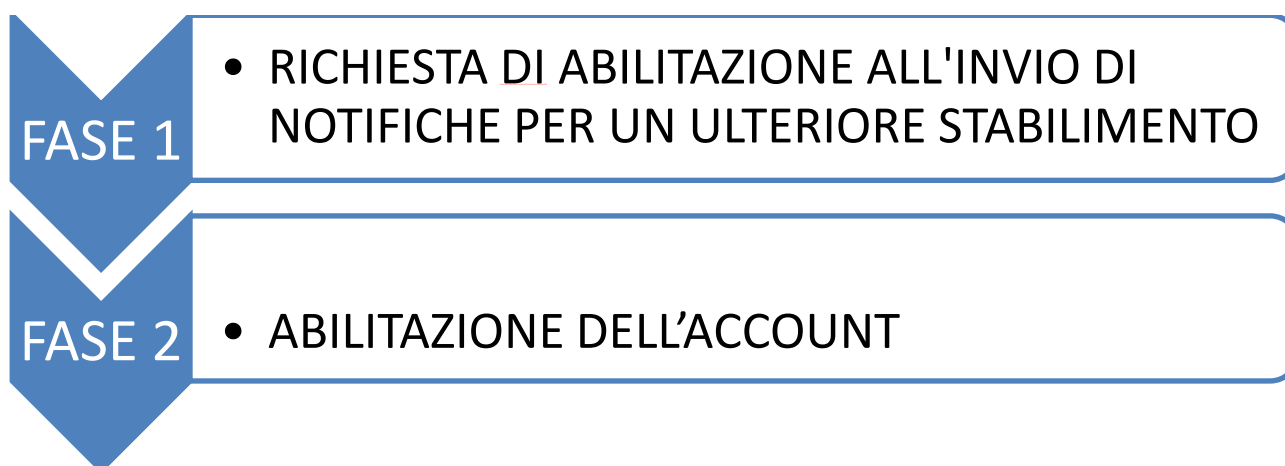 FASE 1
• RICHIESTA DI ABILITAZIONE ALL'INVIO DI
NOTIFICHE PER UN ULTERIORE STABILIMENTO
FASE 2
• ABILITAZIONE DELL’ACCOUNT